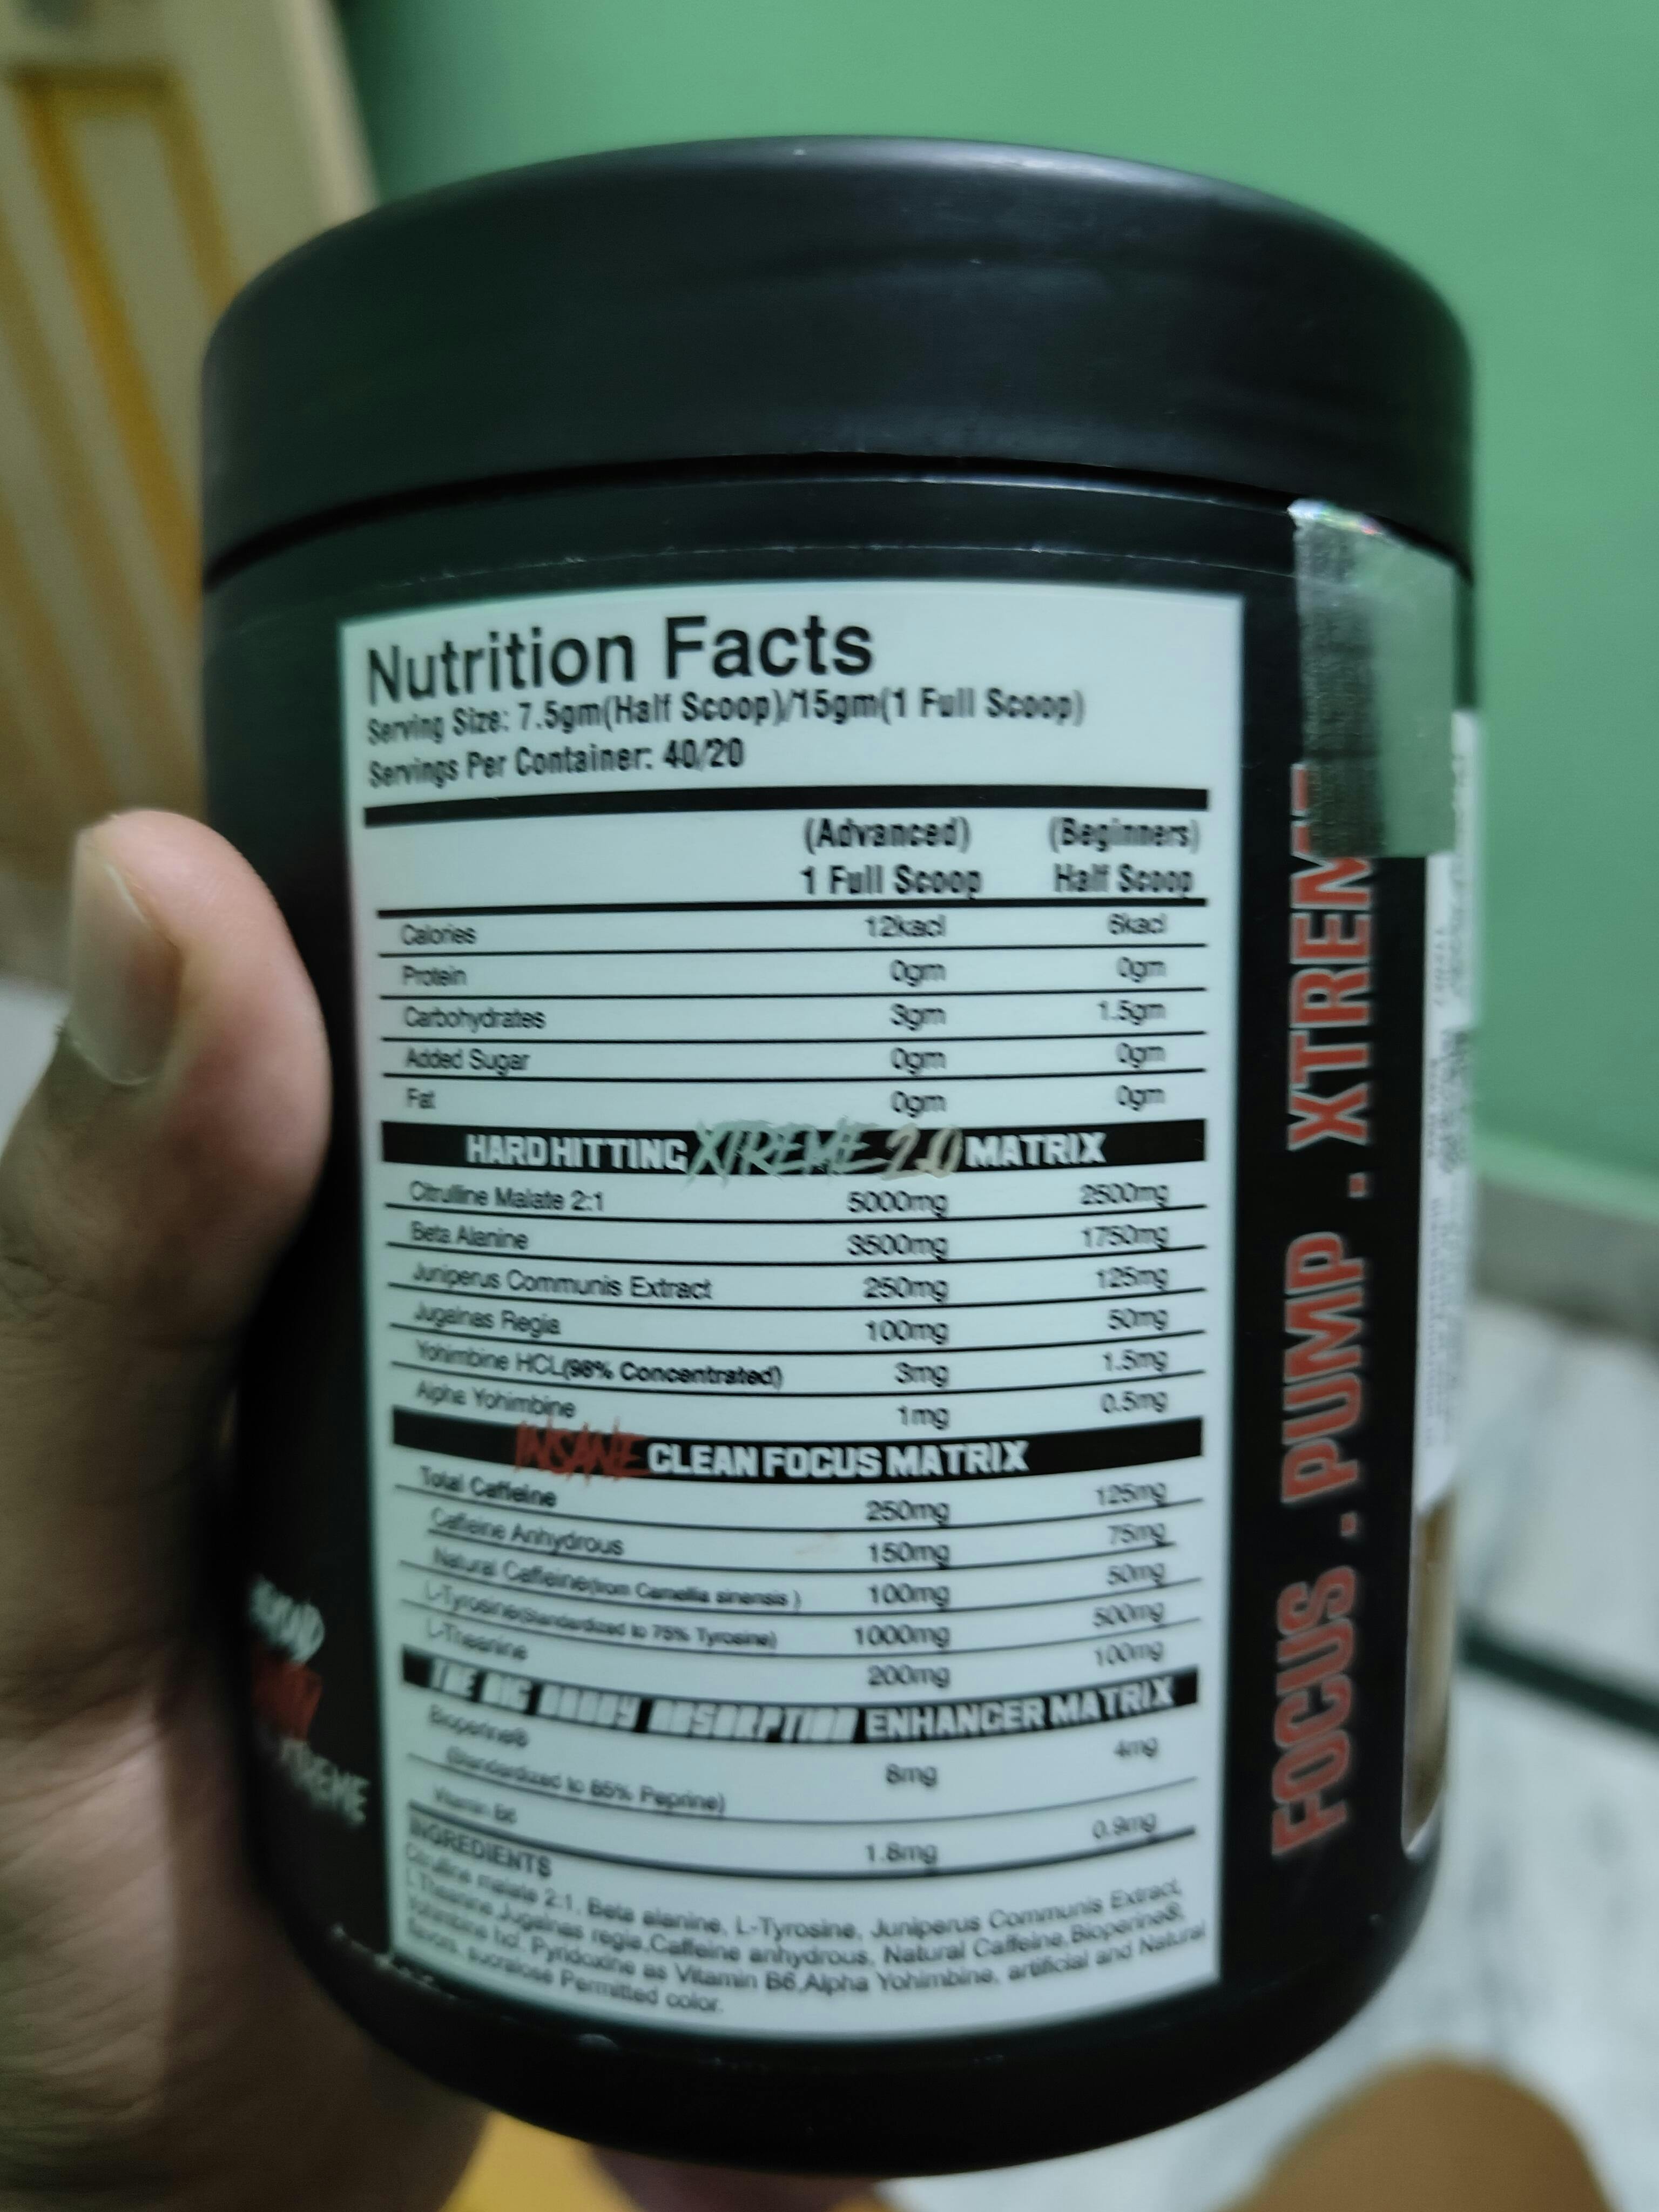 Nutrition Facts
Serving Size: 7.5gm(Half Scoop)/15gm(1 Full Scoop)
Servings Per Container: 40/20
(Advanced) (Beginners)
1 Full Scoop Half Scoop
Calories 12kacl 6kacl
Protein 0gm 0gm
Carbohydrates 3gm 1.5gm
Added Sugar 0gm 0gm
Fat 0gm 0gm
HARD HITTING XTREME 2.0 MATRIX
Citrulline Malate 2:1 5000mg 2500mg
Beta Alanine 3500mg 1750mg
Juniperus Communis Extract 250mg 125mg
Jugalnas Regia 100mg 50mg
Yohimbine HCL(98% Concentrated) 3mg 1.5mg
Alpha Yohimbine 1mg 0.5mg
INSANE CLEAN FOCUS MATRIX
Total Caffeine 250mg 125mg
Caffeine Anhydrous 150mg 75mg
Natural Caffeine(from Camellia sinensis ) 100mg 50mg
L-Tyrosine(Standardized to 75% Tyrosine) 1000mg 500mg
L-Theanine 200mg 100mg
THE BIG DADDY ABSORPTION ENHANCER MATRIX
Bioperine® 8mg 4mg
(Standardized to 85% Peprine)
Vitamin B6 1.8mg 0.9mg
INGREDIENTS
Citrulline malate 2:1, Beta alanine, L-Tyrosine, Juniperus Communis Extract,
L Theanine,Jugalnas regia,Caffeine anhydrous, Natural Caffeine,Bioperine®,
Yohimbine hcl, Pyridoxine as Vitamin B6,Alpha Yohimbine, artificial and Natural
flavors, sucralose Permitted color.
FOCUS . PUMP . XTREME
XTREME